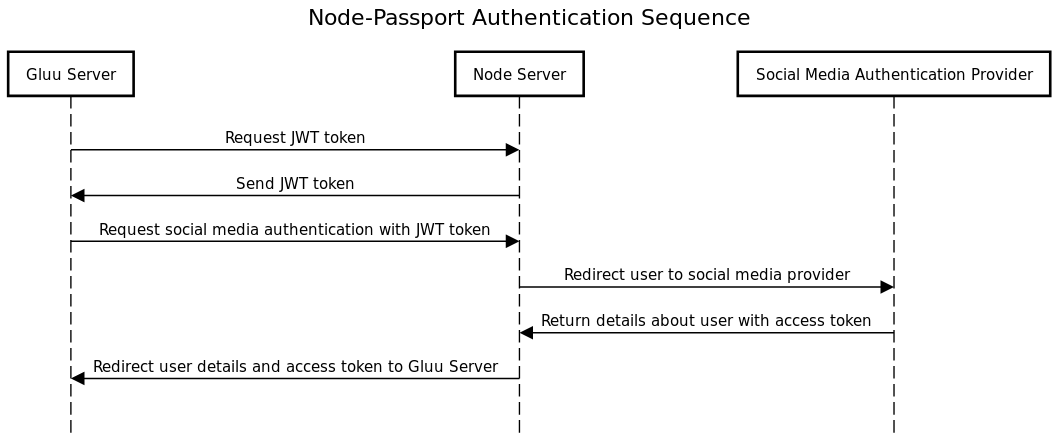 Node-Passport Authentication Sequence
Gluu Server
Node Server
Social Media Authentication Provider
Request JWT token
Send JWT token
Request social media authentication with JWT token
Redirect user to social media provider
Return details about user with access token
Redirect user details and access token to Gluu Server